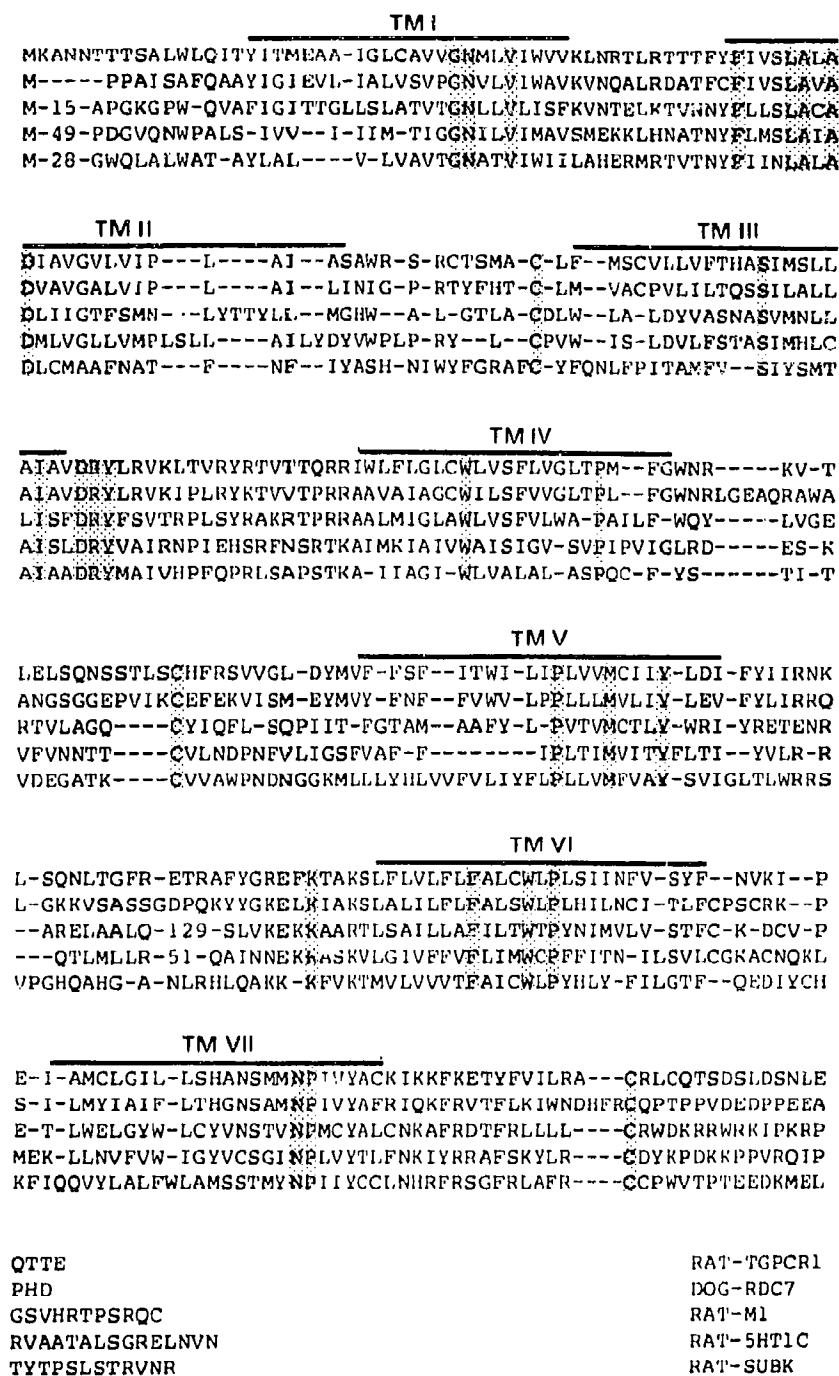 TM I
MKANNTTTSALWLQITYITMEAA-IGLCAVVGNMLVIWVVKLNRTLRTTTFYFIVSLALA
M-----PPAISAFQAAYIGIEVL-IALVSVPGNVLVIWAVKVNQALRDATFCFIVSLAVA
M-15-APGKGPW-QVAFIGITTGLLSLATVTGNLLVLISFKVNTELKTVNNYFLLSLACA
M-49-PDGVQNWPALS-IVV--I-IIM-TIGGNILVIMAVSMEKKLHNATNYFLMSLAIA
M-28-GWQLALWAT-AYLAL---V-LVAVTGNATVIWIILAHERMRTVTNYFIINLALA
TM II TM III
DIAVGVLVIP---L----AI--ASAWR-S-RCTSMA-C-LF--MSCVLLVFTHASIMSLL
DVAVGALVIP---L----AI--LINIG-P-RTYFHT-C-LM--VACPVLILTQSSILALL
DLIIGTFSMN---LYTTYLL--MGHW--A-L-GTLA-CDLW--LA-LDYVASNASVMNLL
DMLVGLLVMPLSLL----AILYDYVWPLP-RY--L--CPVW--IS-LDVLFSTASIMHLC
DLCMAAFNAT---F----NF--IYASH-NIWYFGRAFC-YFQNLFPITAMFV--SIYSMT
TM IV
AIAVDRYLRVKLTVRYRTVTTQRRIWLFLGLCWLVSFLVGLTPM--FGWNR-----KV-T
AIAVDRYLRVKIPLRYKTVVTPRRAAVAIAGCWILSFVVGLTPL--FGWNRLGEAQRAWA
LISFDRYFSVTRPLSYRAKRTPRRAALMIGLAWLVSFVLWA-PAILF-WQY-----LVGE
AISLDRYVAIRNPIEHSRFNSRTKAIMKIAIVWAISIGV-SVPIPVIGLRD-----ES-K
AIAADRYMAIVHPFQPRLSAPSTKA-IIAGI-WLVALAL-ASPQC-F-YS------TI-T
TM V
LELSQNSSTLSCHFRSVVGL-DYMVF-FSF--ITWI-LIPLVVMCIIY-LDI-FYIIRNK
ANGSGGEPVIKCEFEKVISM-EYMVY-FNF--FVWV-LPPLLLMVLIY-LEV-FYLIRRQ
RTVLAGQ----CYIQFL-SQPIIT-FGTAM--AAFYL-PVTVMCTLY-WRI-YRETENR
VFVNNTT----CVLNDPNFVLIGSFVAF-F--------IPLTIMVITYFLTI--YVLR-R
VDEGATK----CVVAWPNDNGGKMLLLYHLVVFVLIYFLPLLVMFVAY-SVIGLTLWRRS
TM VI
L-SQNLTGFR-ETRAFYGREFKTAKSLFLVLFLFALCWLPLSIINFV-SYF--NVKI--P
L-GKKVSASSGDPQKYYGKELKIAKSLALILFLFALSWLPLHILNCI-TLFCPSCRK--P
--ARELAALQ-129-SLVKEKKAARTLSAILLAFILTWTPYNIMVLV-STFC-K-DCV-P
---QTLMLLR-51-QAINNEKKASKVLGIVFFVFLIMWCPFFITN-ILSVLCGKACNQKL
VPGHQAHG-A-NLRHLQAKK-KFVKTMVLVVVTFAICWLPYHLY-FILGTF--QEDIYCH
TM VII
E-I-AMCLGIL-LSHANSMMNPIVYACKIKKFKETYFVILRA---CRLCQTSDSLDSNLE
S-I-LMYIAIF-LTHGNSAMNPIVYAFRIQKFRVTFLKIWNDHFRCQPTPPVDEDPPEEA
E-T-LWELGYW-LCYVNSTVNPMCYALCNKAFRDTFRLLLL----CRWDKRRWRKIPKRP
MEK-LLNVFVW-IGYVCSGINPLVYTLFNKIYRRAFSKYLR----CDYKPDKKPPVRQIP
KFIQQVYLALFWLAMSSTMYNPIIYCCLNHRFRSGFRLAFR----CCPWVTPTEEDKMEL
QTTE RAT-TGPCR1
PHD DOG-RDC7
GSVHRTPSRQC RAT-M1
RVAATALSGRELNVN RAT-5HT1C
TYTPSLSTRVNR RAT-SUBK